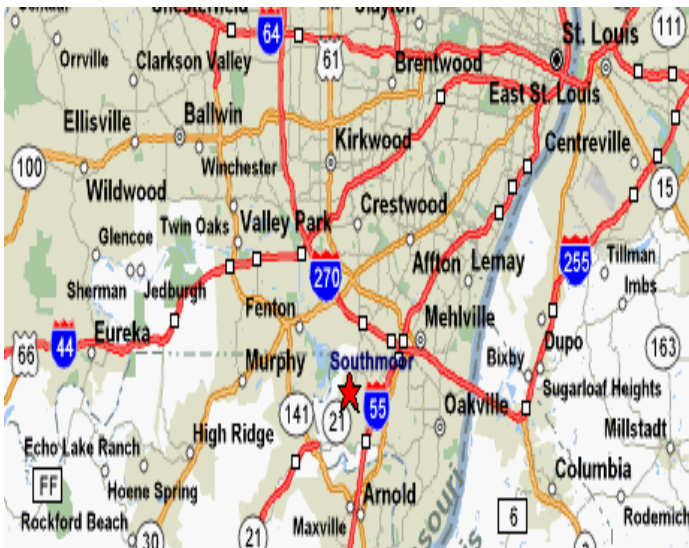 Chesterfield
Clayton
64
61
St. Louis
111
Orrville
Clarkson Valley
Brentwood
East St. Louis
Ballwin
Ellisville
Kirkwood
Centreville
100
Winchester
Wildwood
15
Crestwood
Twin Oaks
Valley Park
Glencoe
Affton
Lemay
255
270
Tillman
Sherman
Jedburgh
Imbs
Fenton
Mehlville
44
Eureka
66
Dupo
163
Murphy
Southmoor
Bixby
Sugarloaf Heights
55
Oakville
141
21
Millstadt
High Ridge
Echo Lake Ranch
Columbia
FF
Hoene Spring
Arnold
6
Rockford Beach
Maxville
Rodemich
21
30
3
ssouri